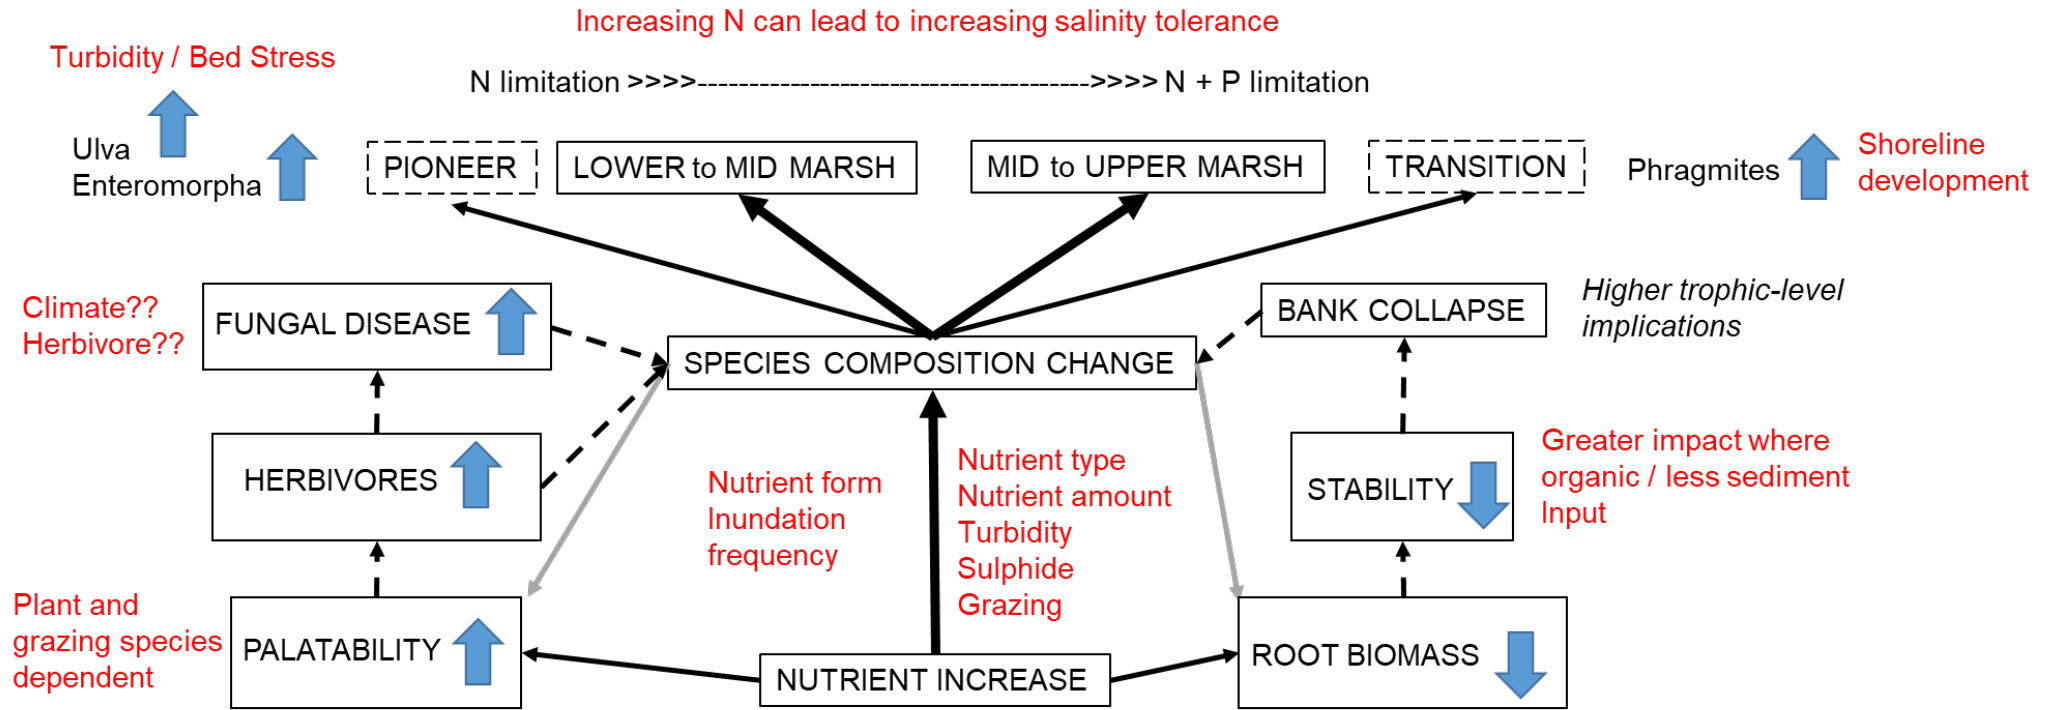 Increasing N can lead to increasing salinity tolerance
Turbidity / Bed Stress
N limitation >>>>-------------------------------------->>>> N + P limitation
Ulva
Enteromorpha
PIONEER
LOWER to MID MARSH
MID to UPPER MARSH
TRANSITION
Phragmites
Shoreline
development
Climate??
Herbivore??
FUNGAL DISEASE
SPECIES COMPOSITION CHANGE
BANK COLLAPSE
Higher trophic-level
implications
HERBIVORES
Nutrient form
Inundation
frequency
Nutrient type
Nutrient amount
Turbidity
Sulphide
Grazing
STABILITY
Greater impact where
organic / less sediment
Input
Plant and
grazing species
dependent
PALATABILITY
NUTRIENT INCREASE
ROOT BIOMASS